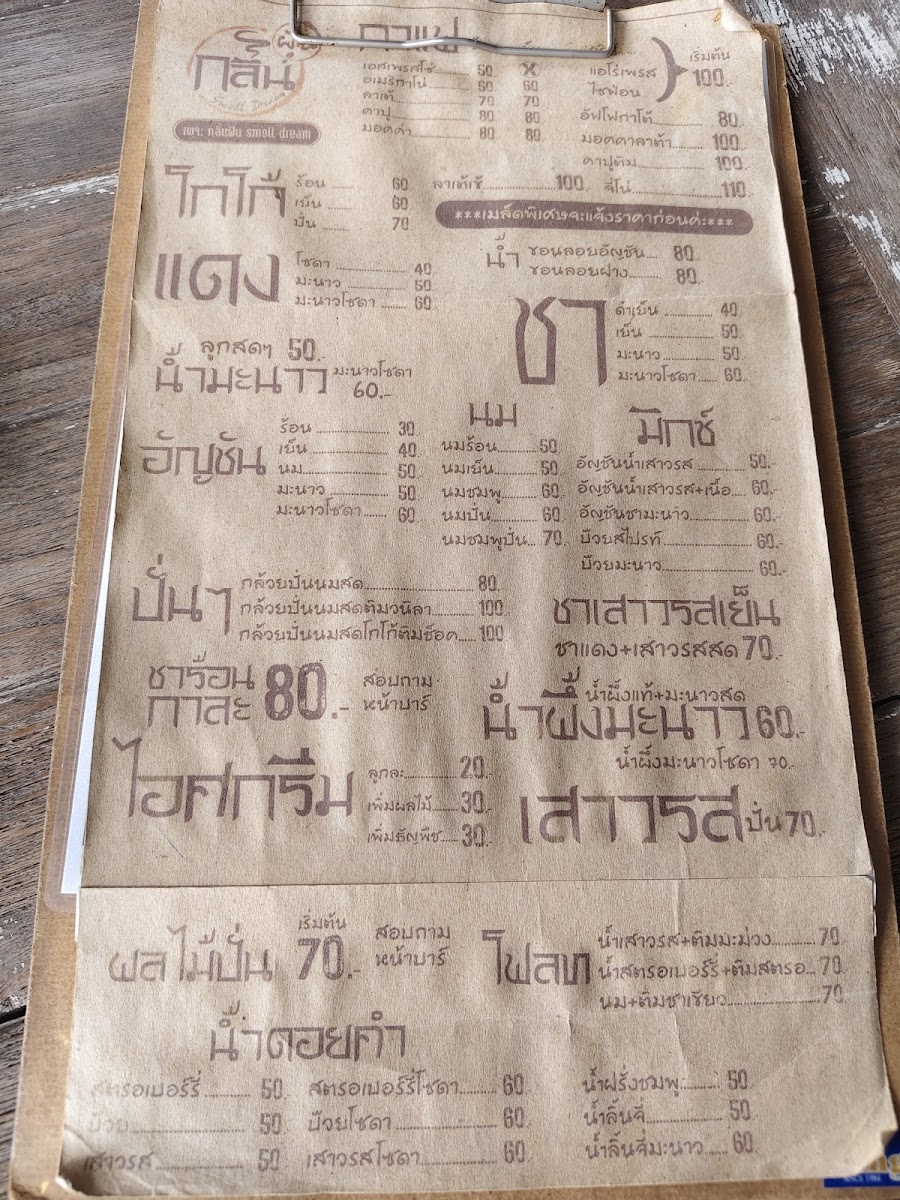 กลิ่นฝัน
Smell Dream
เพจ: กลิ่นฝัน smell dream
กาแฟ
เอสเพรสโซ่ 50 X
อเมริกาโน่ 50 60
ลาเต้ 70 70
คาปู 80 80
มอคค่า 80 80
แอโร่เพรส
ไซฟ่อน
เริ่มต้น
100.-
อัฟโฟกาโต้ 80.
มอคคาลาต้า 100.
คาปูติม 100.
ลาเต้เช้ 100. จีโน่ 110.
***เมล็ดพิเศษจะแจ้งราคาก่อนค่ะ***
โกโก้
ร้อน 60
เย็น 60
ปั่น 70
แดง
โซดา 40.
มะนาว 50.
มะนาวโซดา 60.
น้ำ
ซ่อนลอยอัญชัน 80.
ซ่อนลอยฝาง 80.
ชา
ดำเย็น 40.
เย็น 50.
มะนาว 50.
มะนาวโซดา 60.
ลูกสดๆ 50.-
น้ำมะนาว
มะนาวโซดา
60.-
อัญชัน
ร้อน 30
เย็น 40
นม 50
มะนาว 50
มะนาวโซดา 60
นม
นมร้อน 50
นมเย็น 50.
นมชมพู 60.
นมปั่น 60.
นมชมพูปั่น 70.
มิกซ์
อัญชันน้ำเสาวรส 50.-
อัญชันน้ำเสาวรส+เนื้อ 60.-
อัญชันชามะนาว 60.-
บ๊วยสไปรท์ 60.-
บ๊วยมะนาว 60.-
ปั่นๆ
กล้วยปั่นนมสด 80.
กล้วยปั่นนมสดติมวนิลา 100.
กล้วยปั่นนมสดโกโก้ติมช็อค 100
ชาเสาวรสเย็น
ชาแดง+เสาวรสสด 70.-
ชาร้อน
กาละ 80.-
สอบถาม
หน้าบาร์
น้ำผึ้งแท้+มะนาวสด
น้ำผึ้งมะนาว 60.-
น้ำผึ้งมะนาวโซดา 70.-
ไอศกรีม
ลูกละ 20.-
เพิ่มผลไม้ 30.-
เพิ่มธัญพืช 30.-
เสาวรส ปั่น 70.-
ผลไม้ปั่น
เริ่มต้น
70.-
สอบถาม
หน้าบาร์
โฟลท
น้ำเสาวรส+ติมมะม่วง 70.
น้ำสตรอเบอร์รี่+ติมสตรอ 70.
นม+ติมชาเขียว 70.
น้ำดอยคำ
สตรอเบอร์รี่ 50.
บ๊วย 50.
เสาวรส 50
สตรอเบอร์รี่โซดา 60.
บ๊วยโซดา 60.
เสาวรสโซดา 60.
น้ำฝรั่งชมพู 50.
น้ำลิ้นจี่ 50.
น้ำลิ้นจี่มะนาว 60.
SINCE 1984